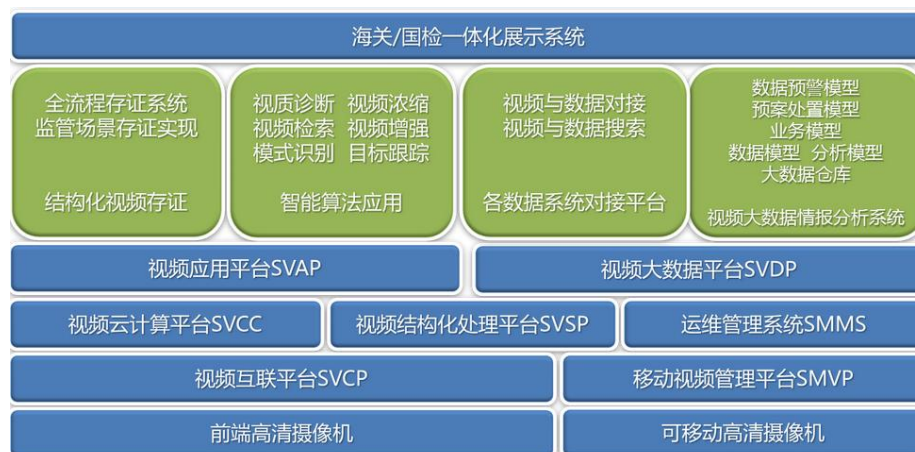 海关/国检一体化展示系统
全流程存证系统
监管场景存证实现
结构化视频存证
视质诊断 视频浓缩
视频检索 视频增强
模式识别 目标跟踪
智能算法应用
视频与数据对接
视频与数据搜索
各数据系统对接平台
数据预警模型
预案处置模型
业务模型
数据模型 分析模型
大数据仓库
视频大数据情报分析系统
视频应用平台SVAP
视频大数据平台SVDP
视频云计算平台SVCC
视频结构化处理平台SVSP
运维管理系统SMMS
视频互联平台SVCP
移动视频管理平台SMVP
前端高清摄像机
可移动高清摄像机